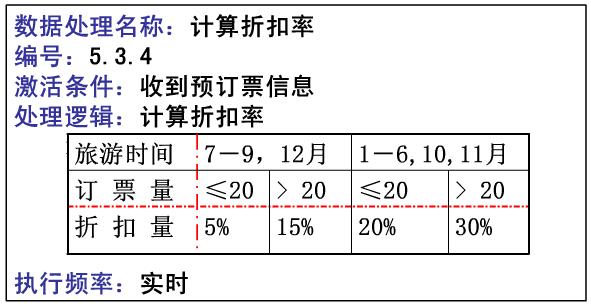 数据处理名称：计算折扣率
编号：5.3.4
激活条件：收到预订票信息
处理逻辑：计算折扣率
旅游时间 7－9，12月 1－6,10,11月
订 票 量 ≤20 > 20 ≤20 > 20
折 扣 量 5% 15% 20% 30%
执行频率：实时